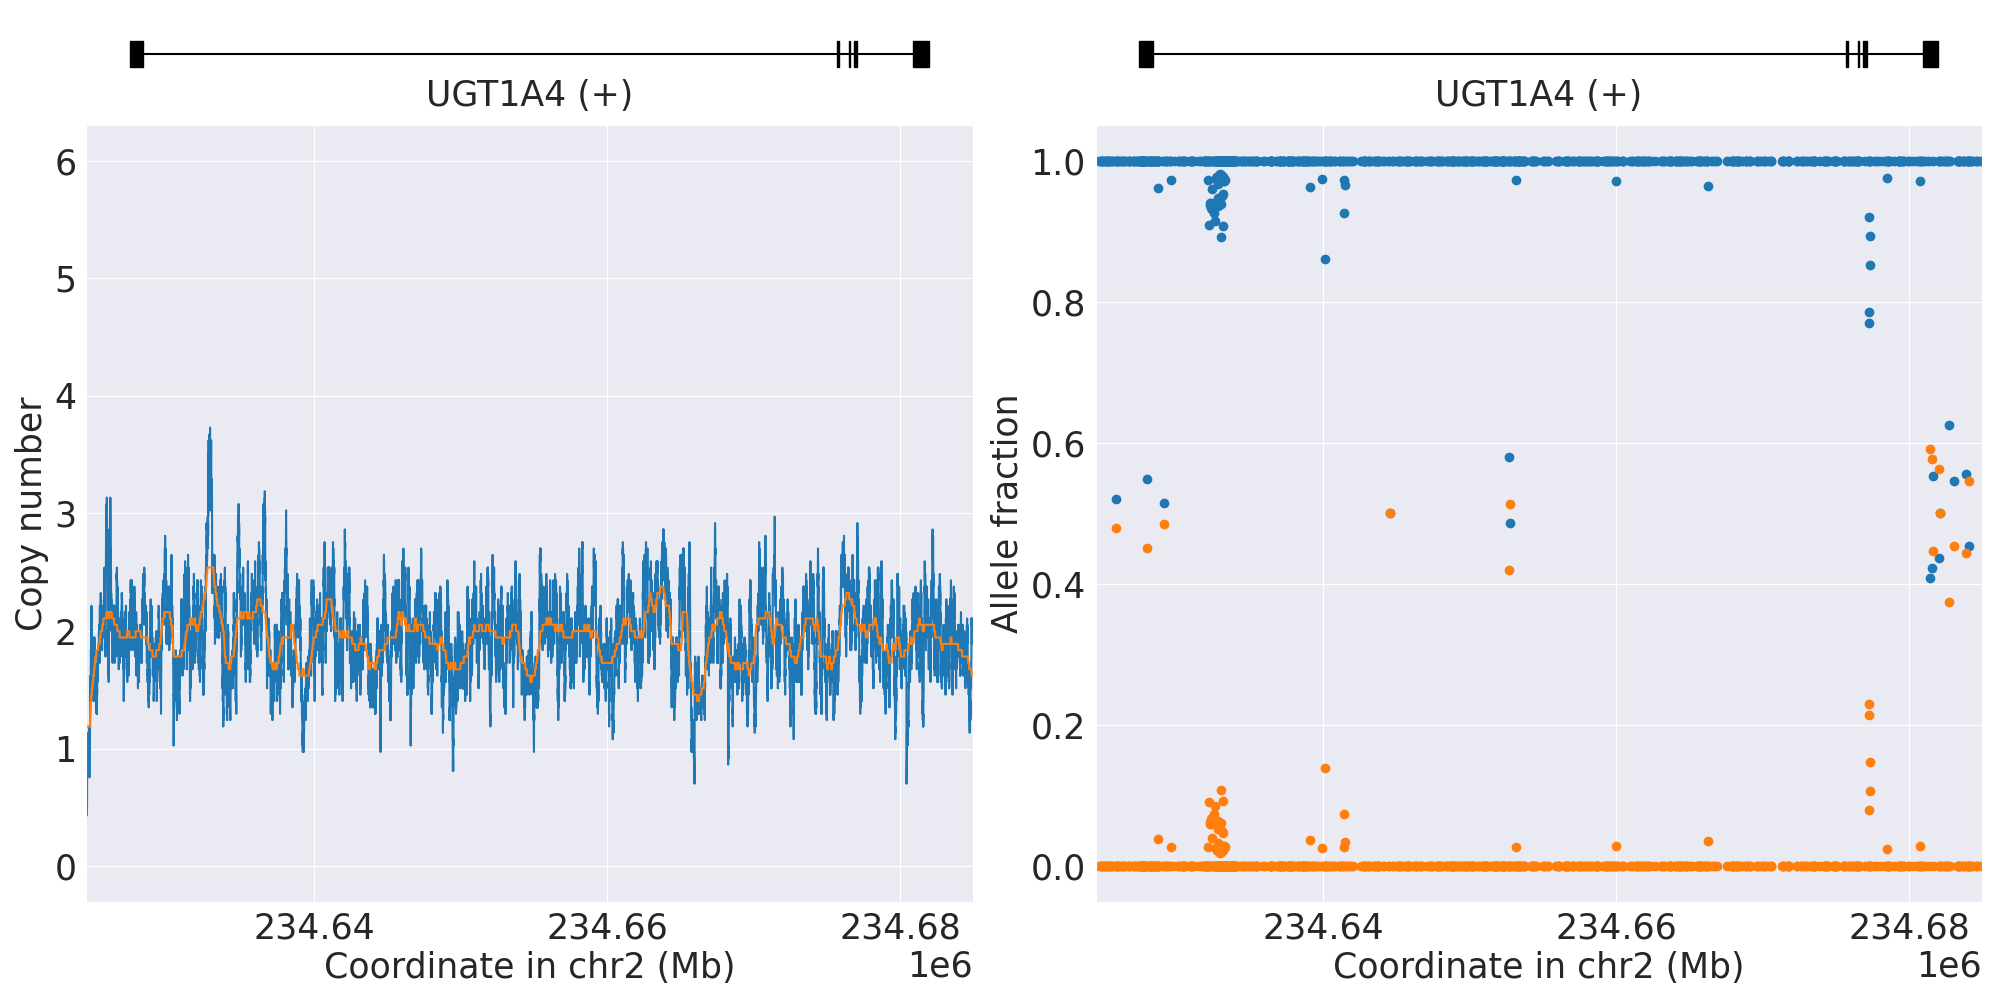 UGT1A4 (+)
6
5
4
3
2
1
0
Copy number
234.64 234.66 234.68
Coordinate in chr2 (Mb)
1e6
UGT1A4 (+)
1.0
0.8
0.6
0.4
0.2
0.0
Allele fraction
234.64 234.66 234.68
Coordinate in chr2 (Mb)
1e6